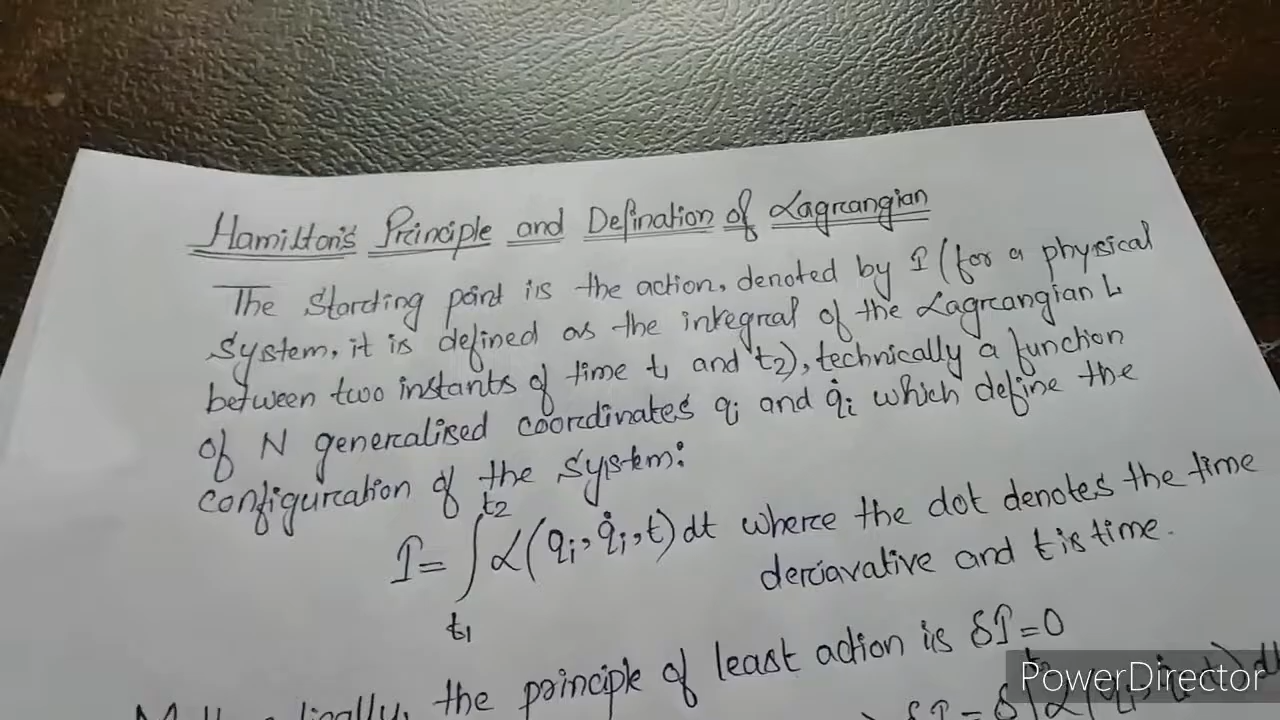 Hamilton's Principle and Defination of Lagrangian
The Starting point is the action, denoted by I (for a physical
System, it is defined as the integral of the Lagrangian L
between two instants of time t₁ and t₂), technically a function
of N generalised coordinates qᵢ and q̇ᵢ which define the
configuration of the System:
I = ∫ₜ₁ᵗ² L(qᵢ, q̇ᵢ, t) dt where the dot denotes the time
deriavative and t is time.
the principle of least action is δI = 0
PowerDirector